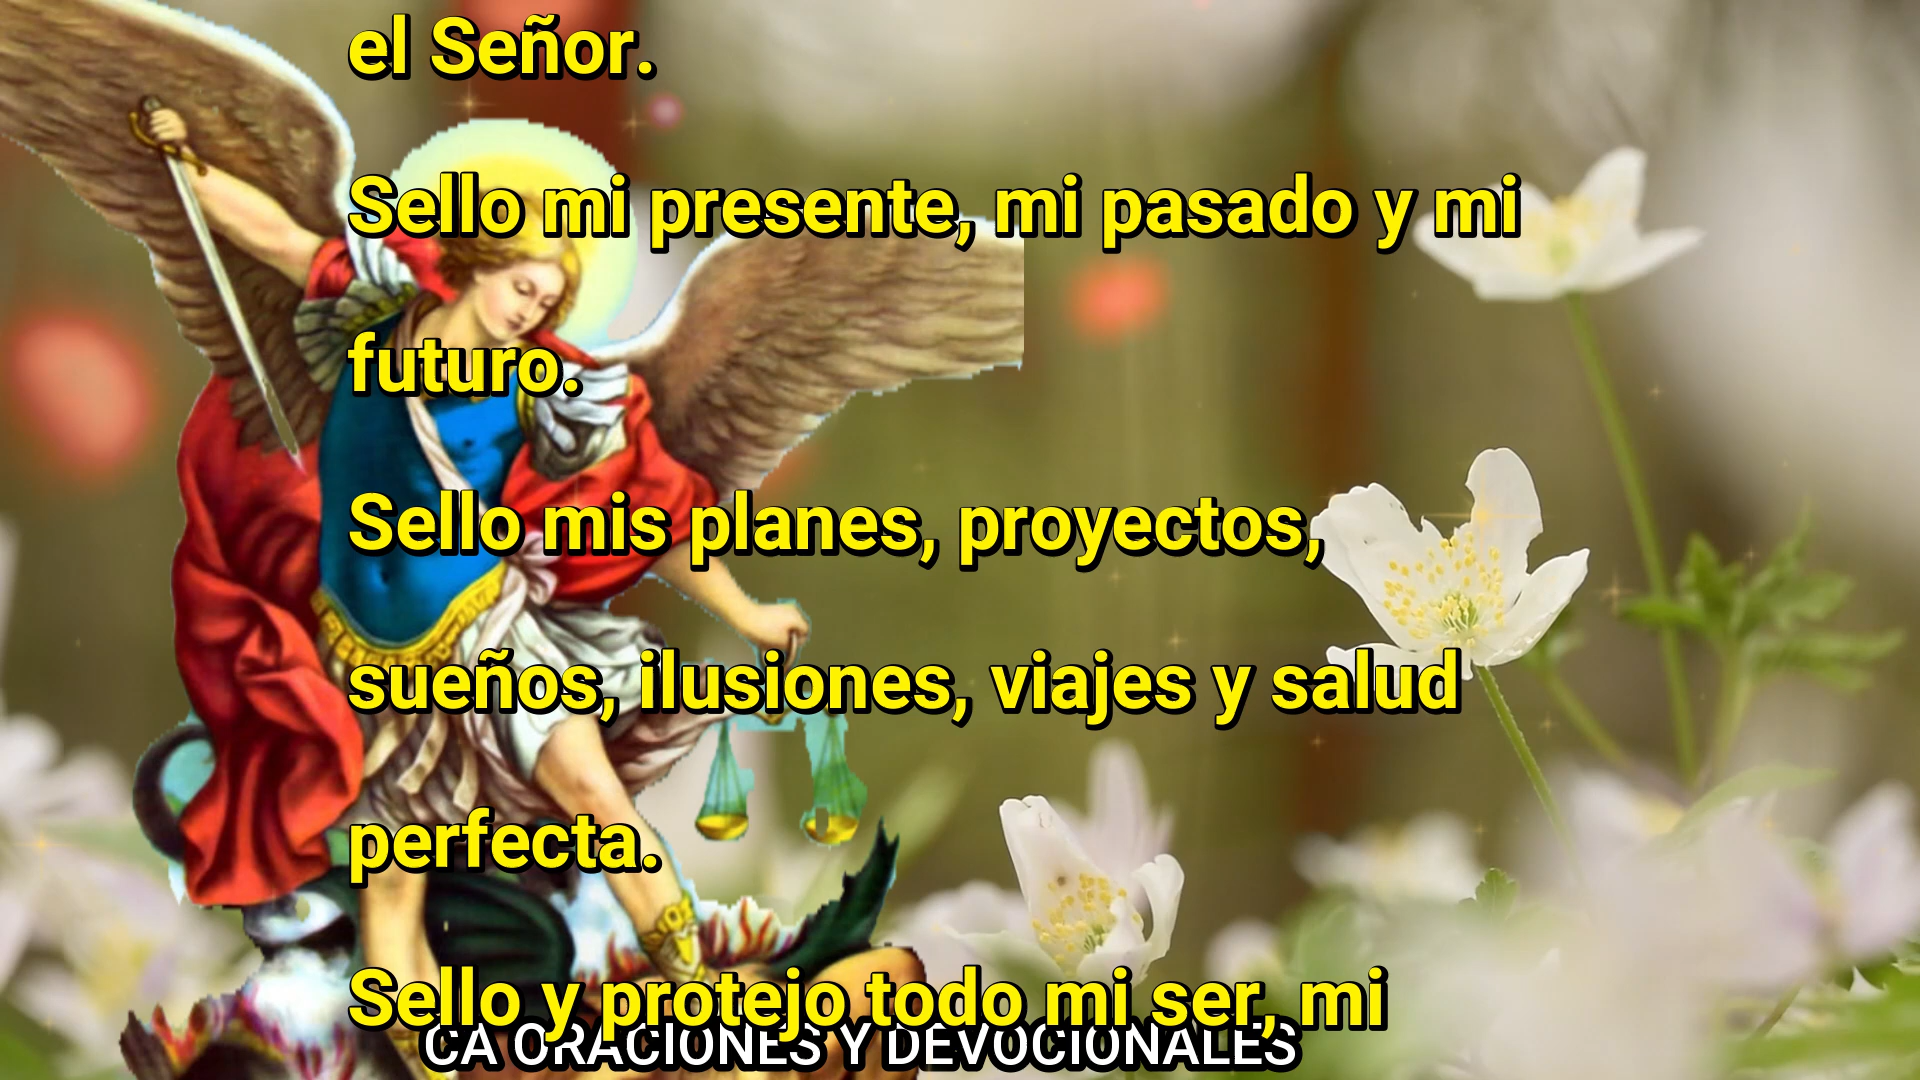 el Señor.
Sello mi presente, mi pasado y mi
futuro.
Sello mis planes, proyectos,
sueños, ilusiones, viajes y salud
perfecta.
Sello y protejo todo mi ser, mi
CA ORACIONES Y DEVOCIONALES